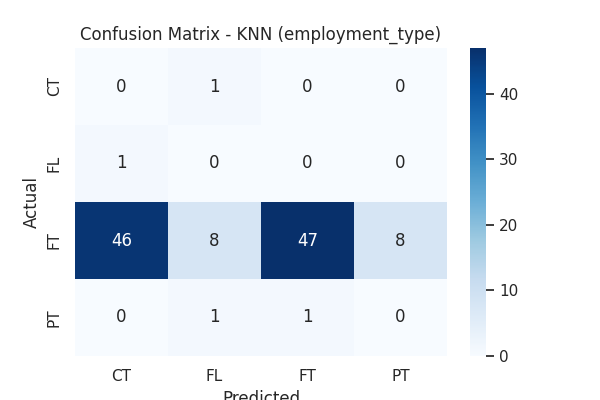 Confusion Matrix - KNN (employment_type)
CT 0 1 0 0
FL 1 0 0 0
FT 46 8 47 8
PT 0 1 1 0
CT FL FT PT
Actual
Predicted
40
30
20
10
0